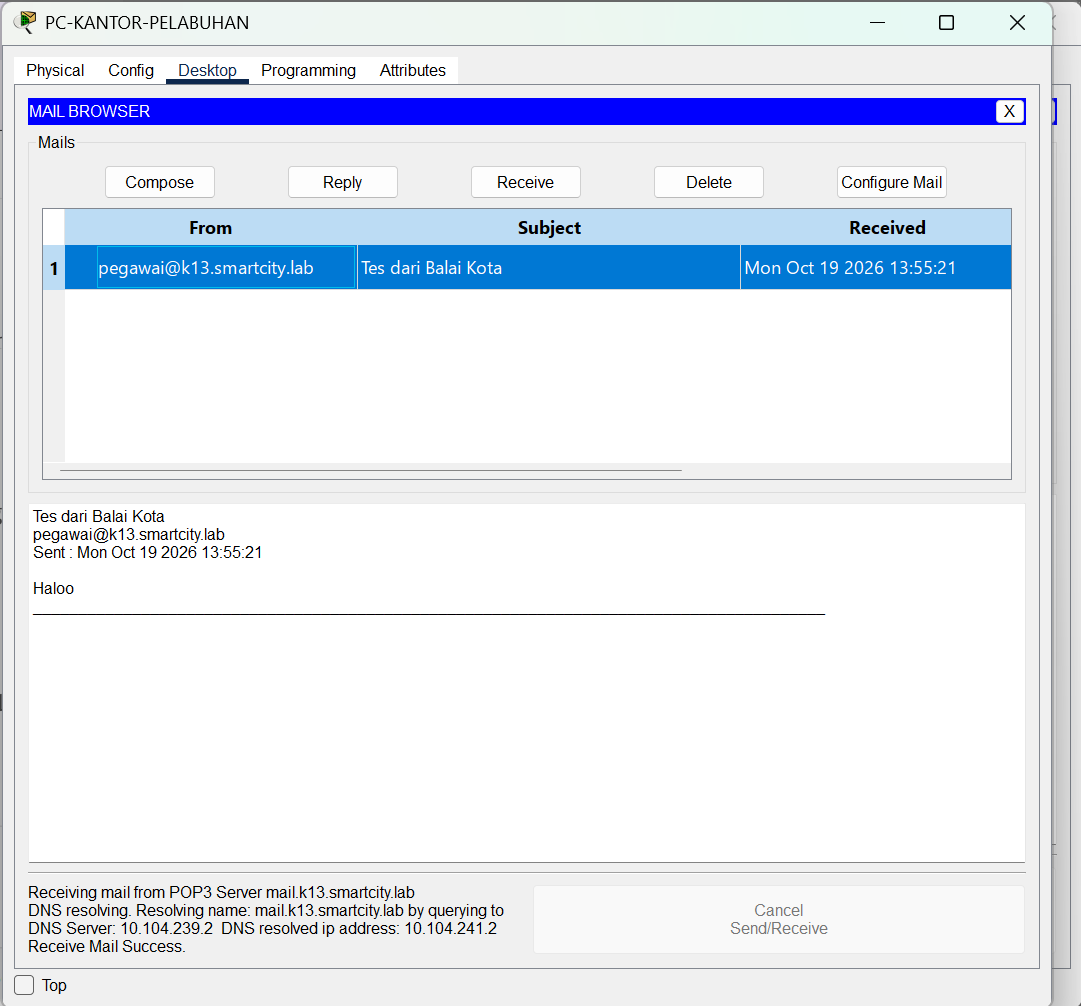 PC-KANTOR-PELABUHAN
Physical Config Desktop Programming Attributes
MAIL BROWSER X
Mails
Compose Reply Receive Delete Configure Mail
From Subject Received
1 pegawai@k13.smartcity.lab Tes dari Balai Kota Mon Oct 19 2026 13:55:21
Tes dari Balai Kota
pegawai@k13.smartcity.lab
Sent : Mon Oct 19 2026 13:55:21
Haloo
Receiving mail from POP3 Server mail.k13.smartcity.lab
DNS resolving. Resolving name: mail.k13.smartcity.lab by querying to
DNS Server: 10.104.239.2  DNS resolved ip address: 10.104.241.2
Receive Mail Success.
Cancel
Send/Receive
Top